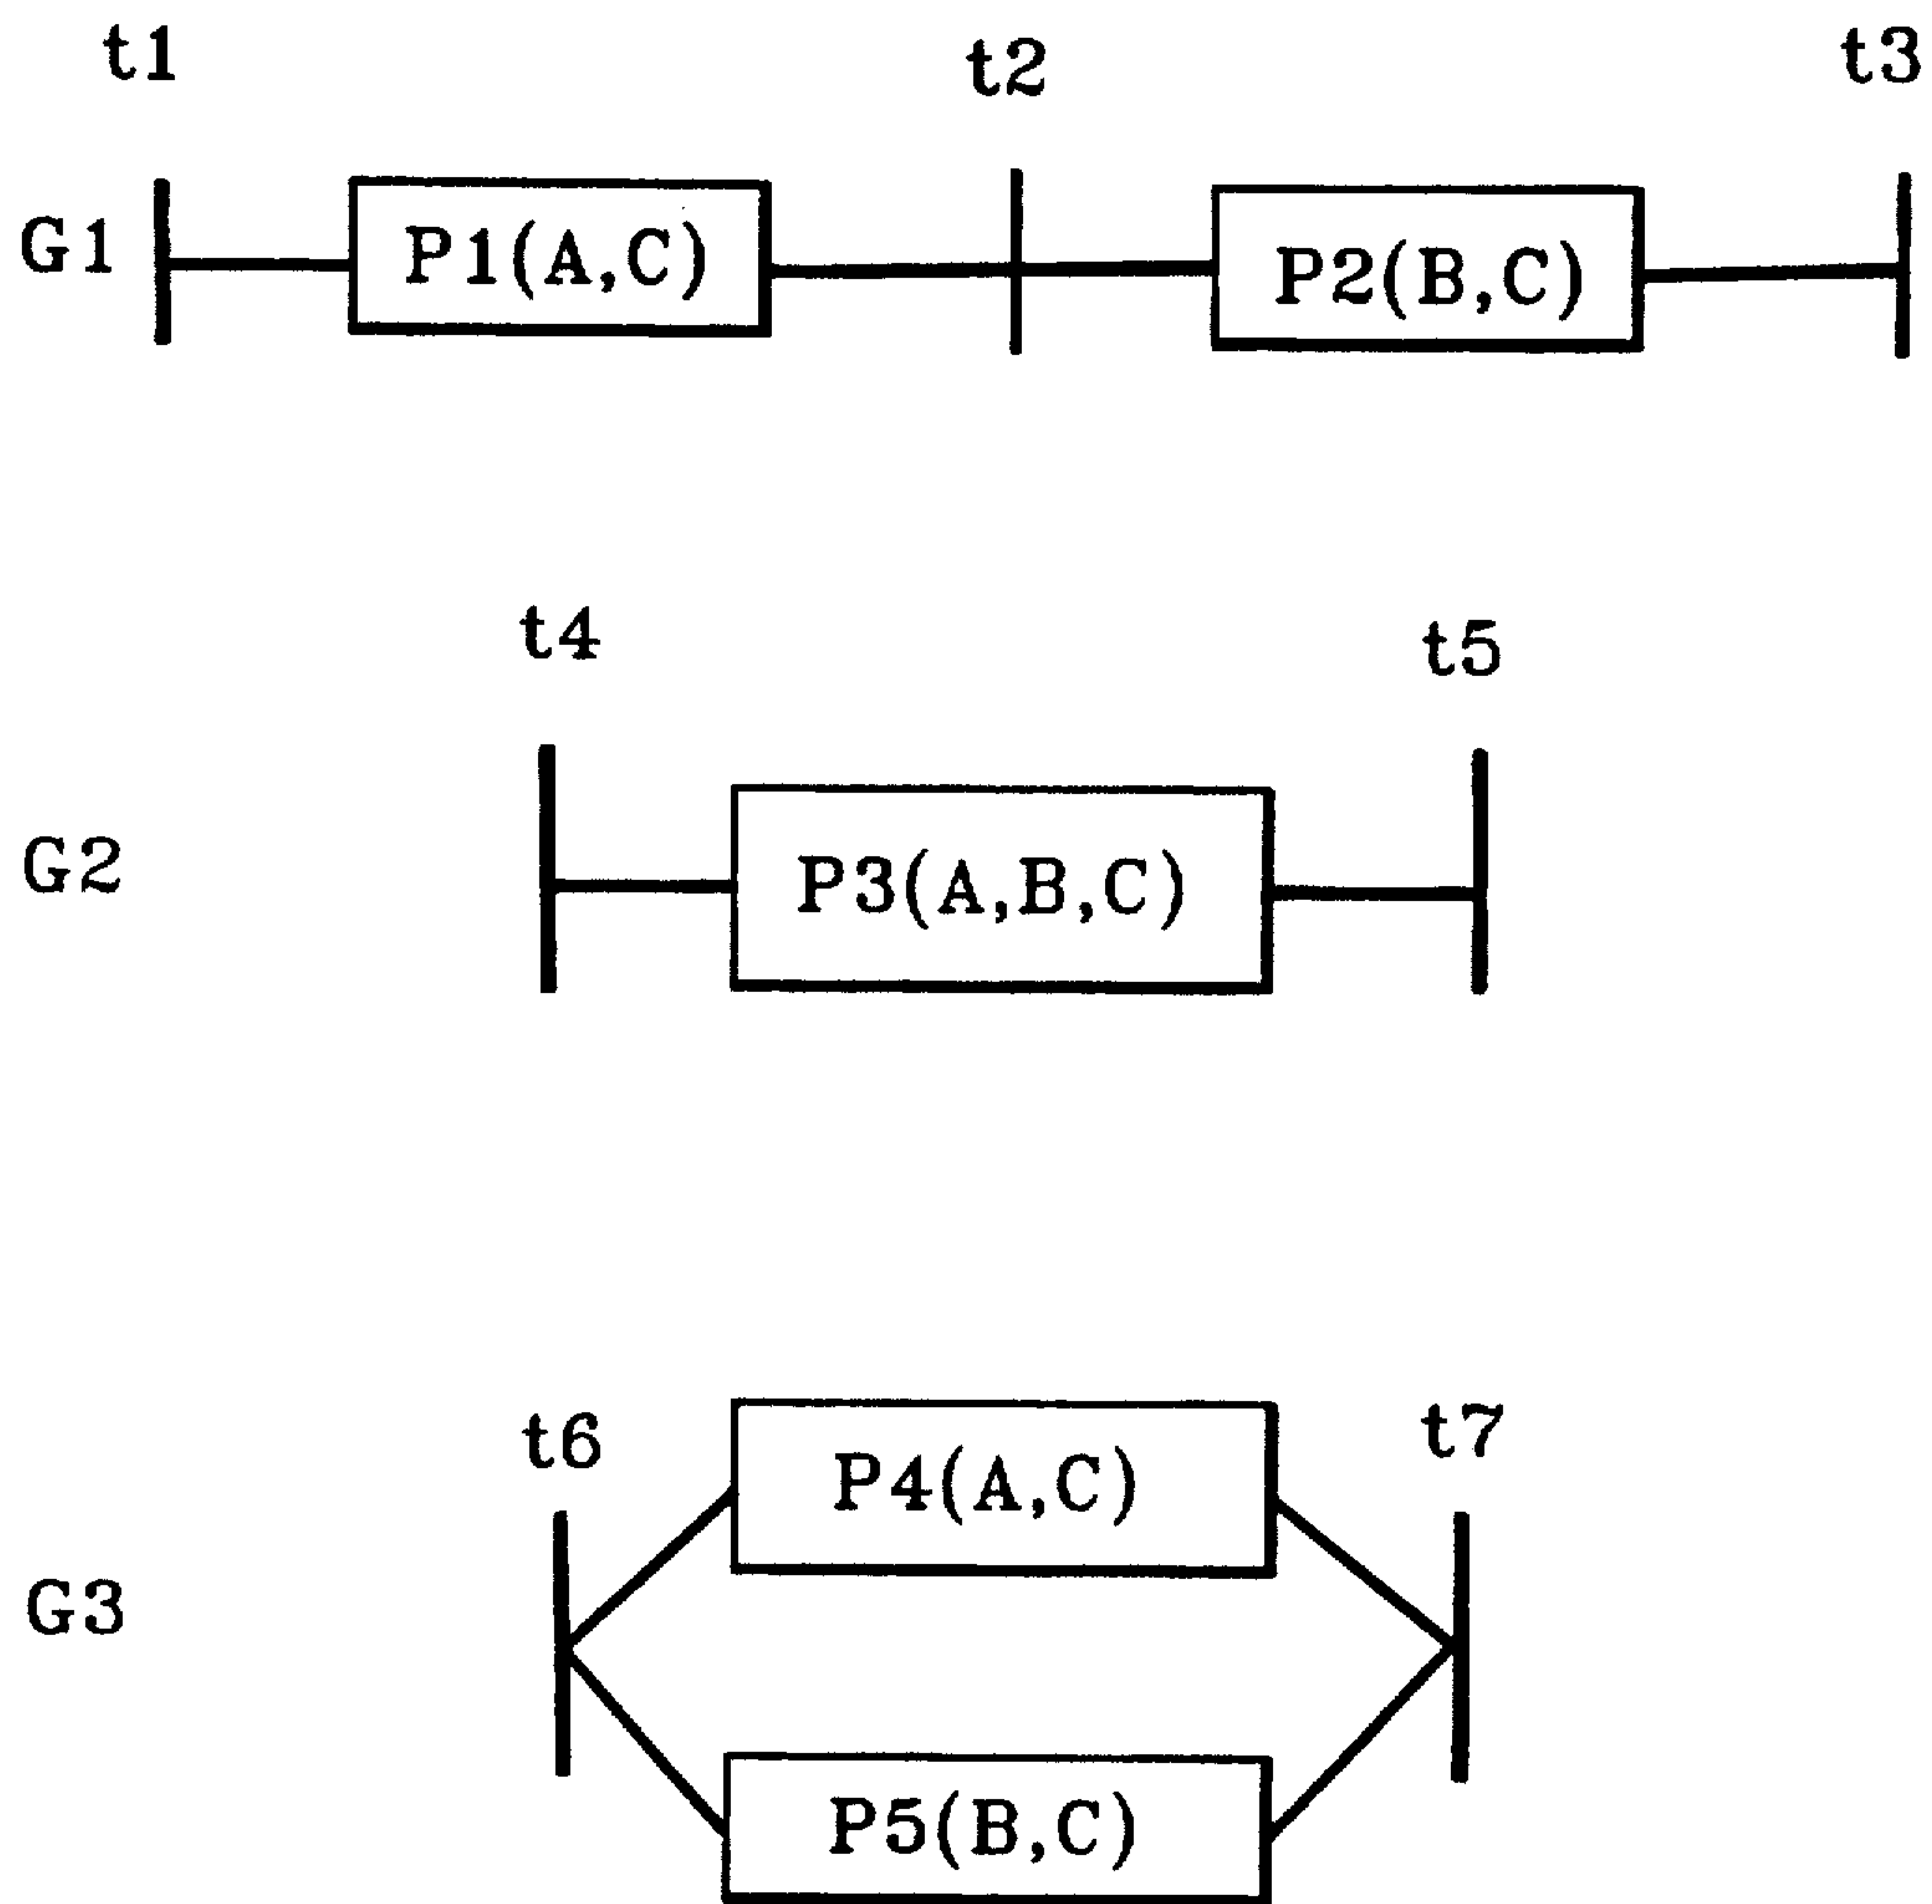 t1 t2 t3
G1 P1(A,C) P2(B,C)
t4 t5
G2 P3(A,B,C)
t6 P4(A,C) t7
G3
P5(B,C)